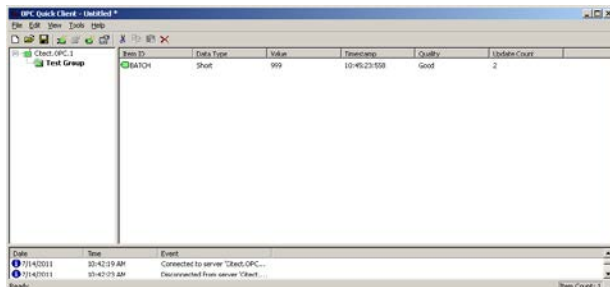 OPC Quick Client - Untitled *
File Edit View Tools Help
Citect.OPC.1
Test Group
Item ID Data Type Value Timestamp Quality Update Count
BATCH Short 999 10:45:23:558 Good 2
Date Time Event
7/14/2011 10:42:19 AM Connected to server 'Citect.OPC...
7/14/2011 10:42:23 AM Disconnected from server 'Citect....
Ready Item Count: 1